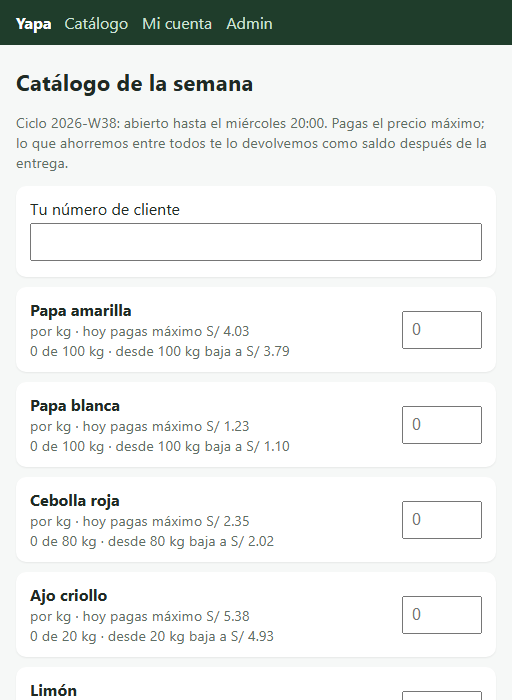 Yapa Catálogo Mi cuenta Admin
Catálogo de la semana
Ciclo 2026-W38: abierto hasta el miércoles 20:00. Pagas el precio máximo;
lo que ahorremos entre todos te lo devolvemos como saldo después de la
entrega.
Tu número de cliente
Papa amarilla
por kg · hoy pagas máximo S/ 4.03
0 de 100 kg · desde 100 kg baja a S/ 3.79
0
Papa blanca
por kg · hoy pagas máximo S/ 1.23
0 de 100 kg · desde 100 kg baja a S/ 1.10
0
Cebolla roja
por kg · hoy pagas máximo S/ 2.35
0 de 80 kg · desde 80 kg baja a S/ 2.02
0
Ajo criollo
por kg · hoy pagas máximo S/ 5.38
0 de 20 kg · desde 20 kg baja a S/ 4.93
0
Limón